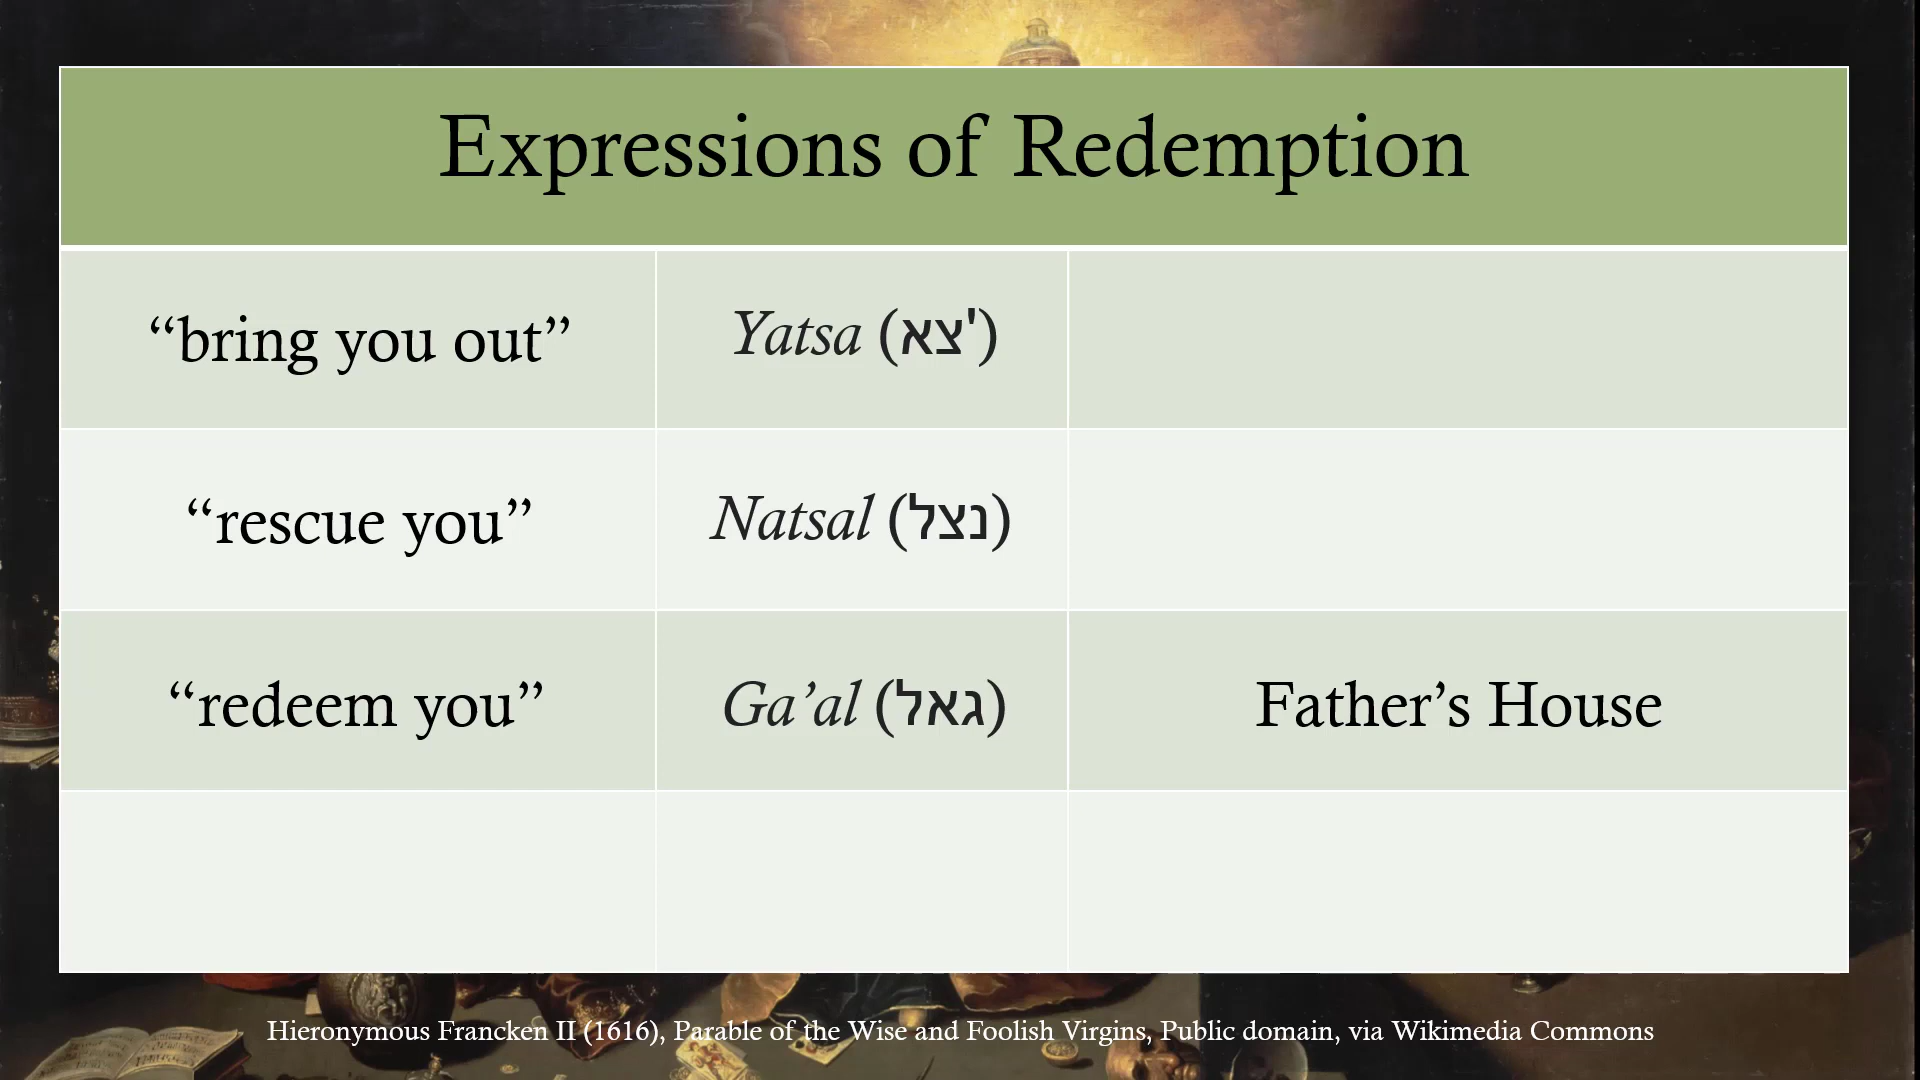 Expressions of Redemption
“bring you out” Yatsa (יצא)
“rescue you” Natsal (נצל)
“redeem you” Ga’al (גאל) Father’s House
Hieronymous Francken II (1616), Parable of the Wise and Foolish Virgins, Public domain, via Wikimedia Commons